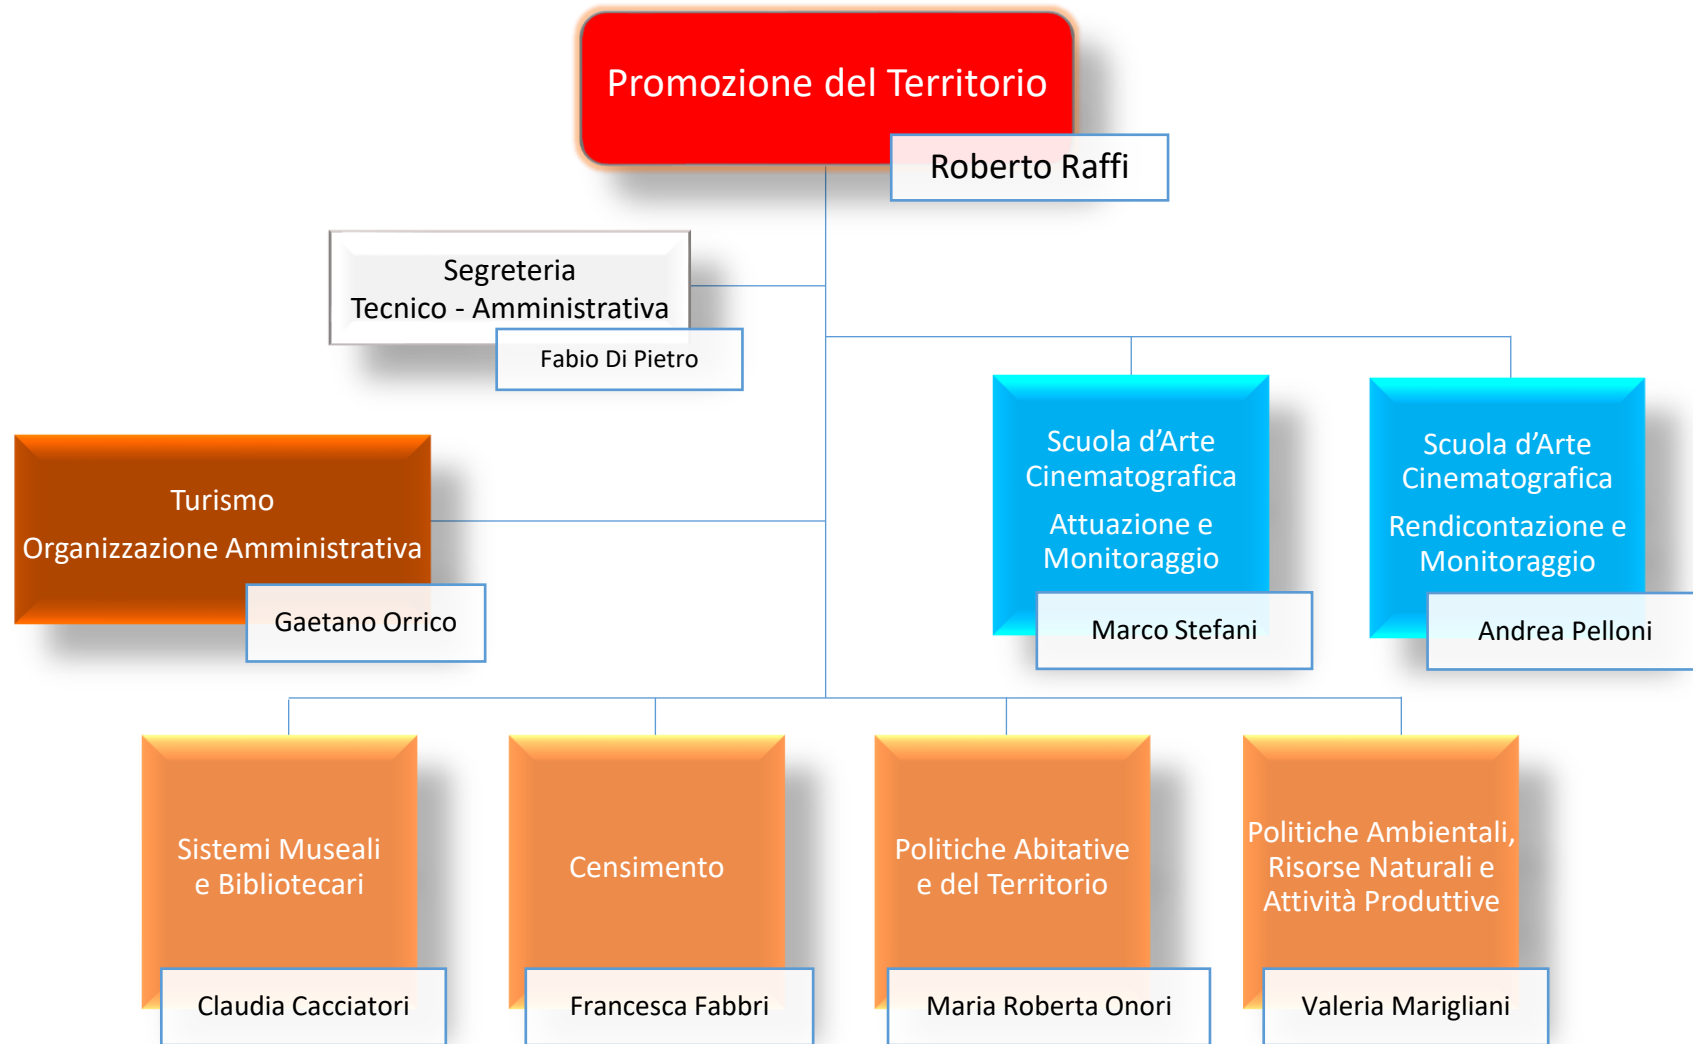 Promozione del Territorio
Roberto Raffi
Segreteria
Tecnico - Amministrativa
Fabio Di Pietro
Turismo
Organizzazione Amministrativa
Gaetano Orrico
Scuola d’Arte
Cinematografica
Attuazione e
Monitoraggio
Marco Stefani
Scuola d’Arte
Cinematografica
Rendicontazione e
Monitoraggio
Andrea Pelloni
Sistemi Museali
e Bibliotecari
Claudia Cacciatori
Censimento
Francesca Fabbri
Politiche Abitative
e del Territorio
Maria Roberta Onori
Politiche Ambientali,
Risorse Naturali e
Attività Produttive
Valeria Marigliani